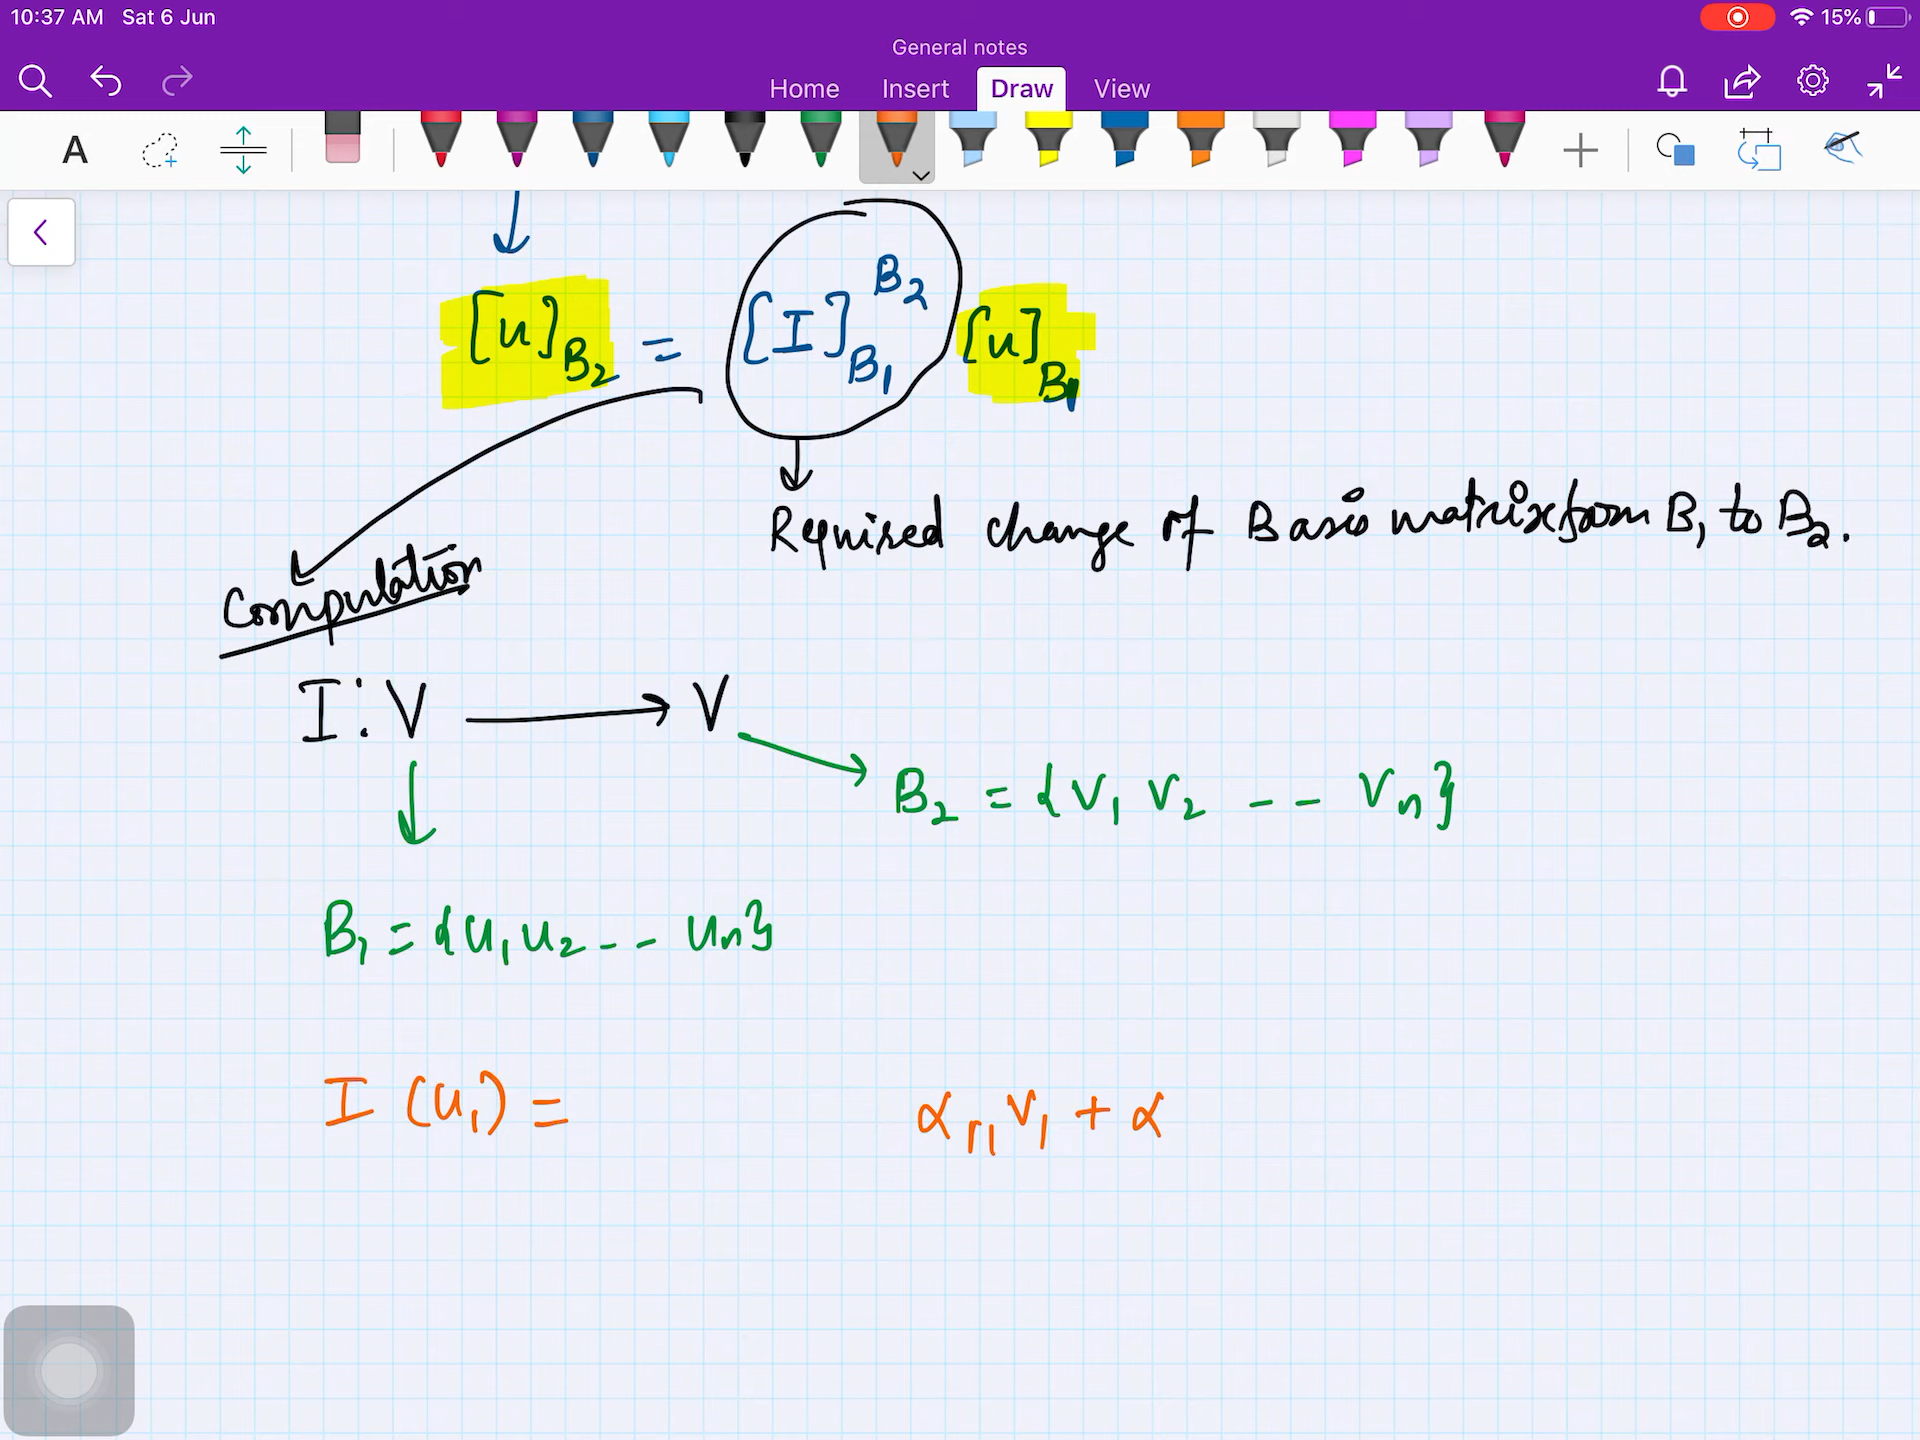 10:37 AM Sat 6 Jun 15%
General notes
Home Insert Draw View
A
[u]_{B_2} = [I]_{B_1}^{B_2} [u]_{B_1}
Required change of Basis matrix from B_1 to B_2.
Computation
I : V → V
B_2 = {v_1 v_2 -- v_n}
B_1 = {u_1 u_2 -- u_n}
I (u_1) = α_{11} v_1 + α